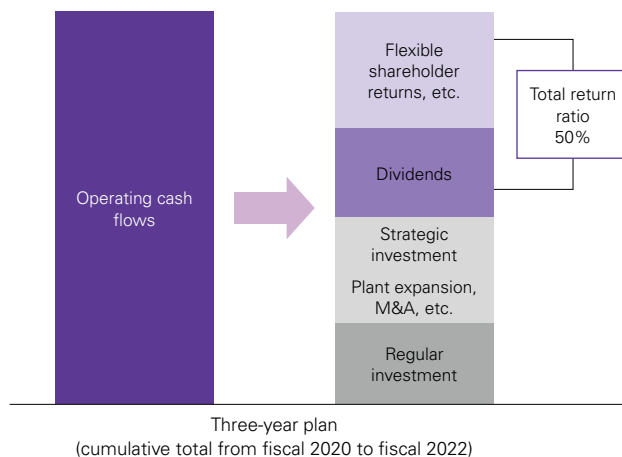 Operating cash
flows
Flexible
shareholder
returns, etc.
Dividends
Strategic
investment
Plant expansion,
M&A, etc.
Regular
investment
Total return
ratio
50%
Three-year plan
(cumulative total from fiscal 2020 to fiscal 2022)